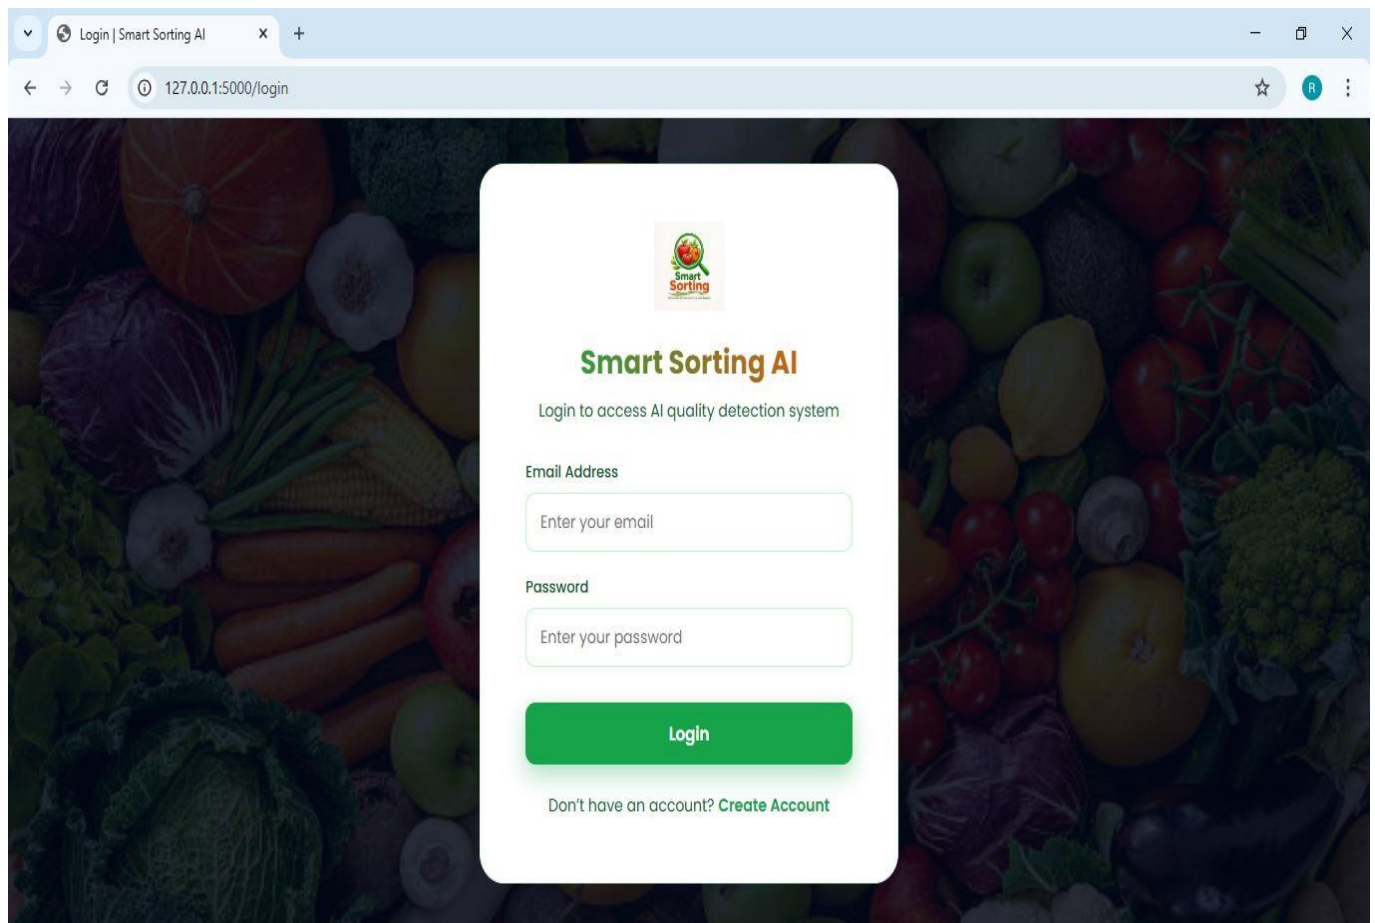 Login | Smart Sorting AI
127.0.0.1:5000/login
R
Smart
Sorting
Smart Sorting AI
Login to access AI quality detection system
Email Address
Enter your email
Password
Enter your password
Login
Don't have an account? Create Account